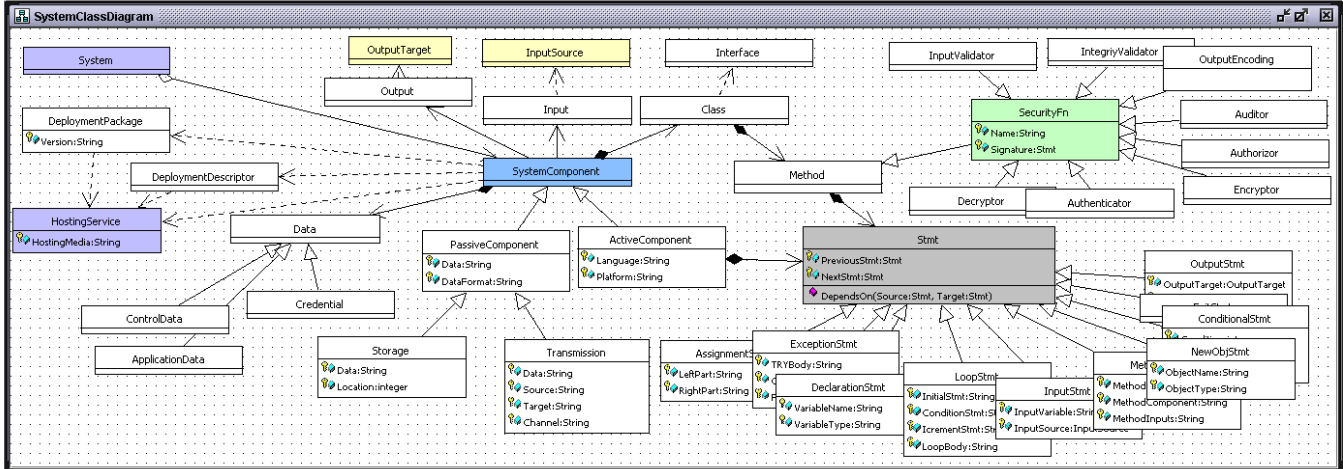 SystemClassDiagram
System
OutputTarget
InputSource
Interface
InputValidator
IntegriyValidator
OutputEncoding
Output
Input
Class
SecurityFn
Name:String
Signature:Stmt
Auditor
DeploymentPackage
Version:String
Authorizor
DeploymentDescriptor
SystemComponent
Method
Encryptor
Decryptor
Authenticator
HostingService
HostingMedia:String
Data
PassiveComponent
Data:String
DataFormat:String
ActiveComponent
Language:String
Platform:String
Stmt
PreviousStmt:Stmt
NextStmt:Stmt
DependsOn(Source:Stmt, Target:Stmt)
OutputStmt
OutputTarget:OutputTarget
Credential
ControlData
ApplicationData
ConditionalStmt
Storage
Data:String
Location:integer
Transmission
Data:String
Source:String
Target:String
Channel:String
LeftPart:String
RightPart:String
ExceptionStmt
TRYBody:String
DeclarationStmt
VariableName:String
VariableType:String
LoopStmt
InitialStmt:String
ConditionStmt:St
IcrementStmt:Str
LoopBody:String
InputStmt
InputVariable:Strin
InputSource:InputSource
MethodComponent:String
MethodInputs:String
NewObjStmt
ObjectName:String
ObjectType:String